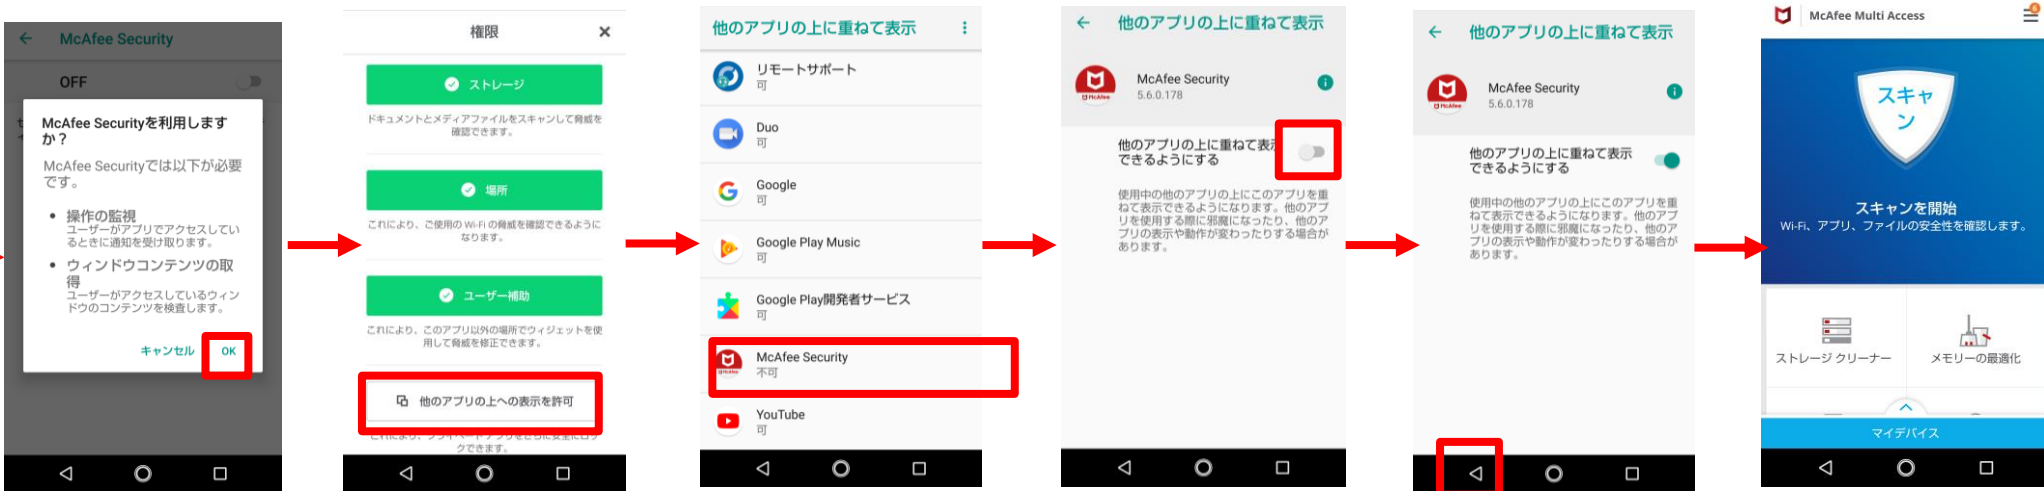 McAfee Security
OFF
McAfee Securityを利用します
か？
McAfee Securityでは以下が必要
です。
• 操作の監視
ユーザーがアプリでアクセスしてい
るときに通知を受け取ります。
• ウィンドウコンテンツの取
得
ユーザーがアクセスしているウィン
ドウのコンテンツを検査します。
キャンセル OK
権限
ストレージ
ドキュメントとメディアファイルをスキャンして脅威を
確認できます。
場所
これにより、ご使用の Wi-Fi の脅威を確認できるように
なります。
ユーザー補助
これにより、このアプリ以外の場所でウィジェットを使
用して脅威を修正できます。
他のアプリの上への表示を許可
これにより、プライベートアプリをさらに安全にロッ
クできます。
他のアプリの上に重ねて表示
リモートサポート
可
Duo
可
Google
可
Google Play Music
可
Google Play開発者サービス
可
McAfee Security
不可
YouTube
可
他のアプリの上に重ねて表示
McAfee
McAfee Security
5.6.0.178
他のアプリの上に重ねて表示
できるようにする
使用中の他のアプリの上にこのアプリを重
ねて表示できるようになります。他のアプ
リを使用する際に邪魔になったり、他のア
プリの表示や動作が変わったりする場合が
あります。
他のアプリの上に重ねて表示
McAfee
McAfee Security
5.6.0.178
他のアプリの上に重ねて表示
できるようにする
使用中の他のアプリの上にこのアプリを重
ねて表示できるようになります。他のアプ
リを使用する際に邪魔になったり、他のア
プリの表示や動作が変わったりする場合が
あります。
McAfee Multi Access
スキャ
ン
スキャンを開始
Wi-Fi、アプリ、ファイルの安全性を確認します。
ストレージ クリーナー
メモリーの最適化
マイデバイス